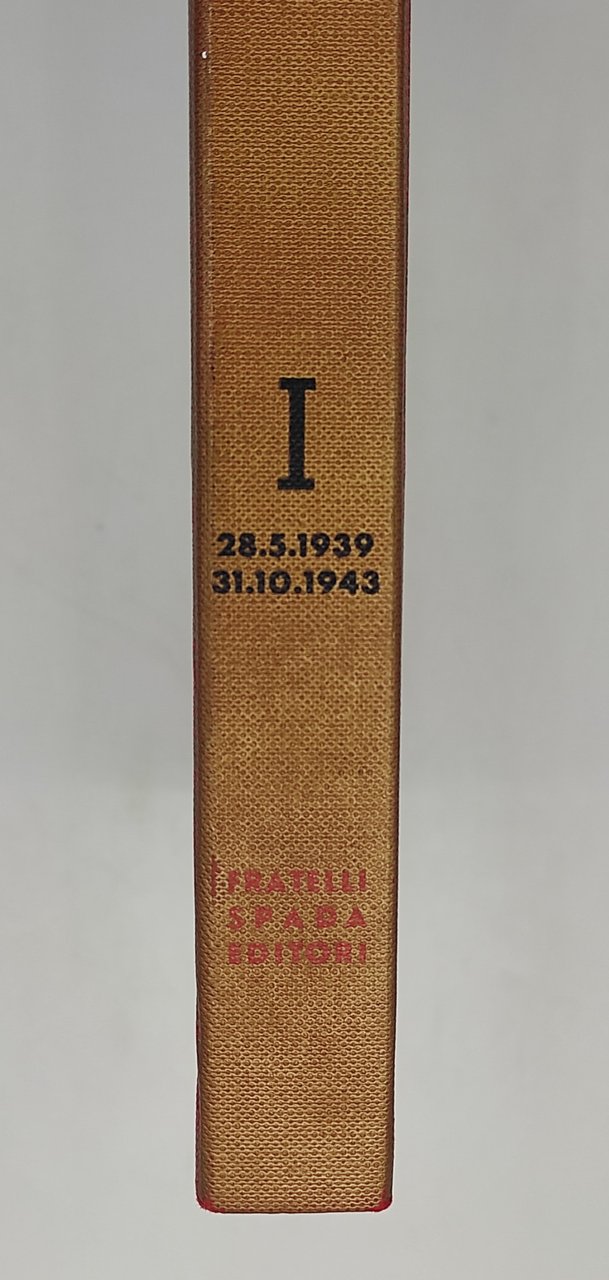 I
28.5.1939
31.10.1943
FRATELLI
SPADA
EDITORI